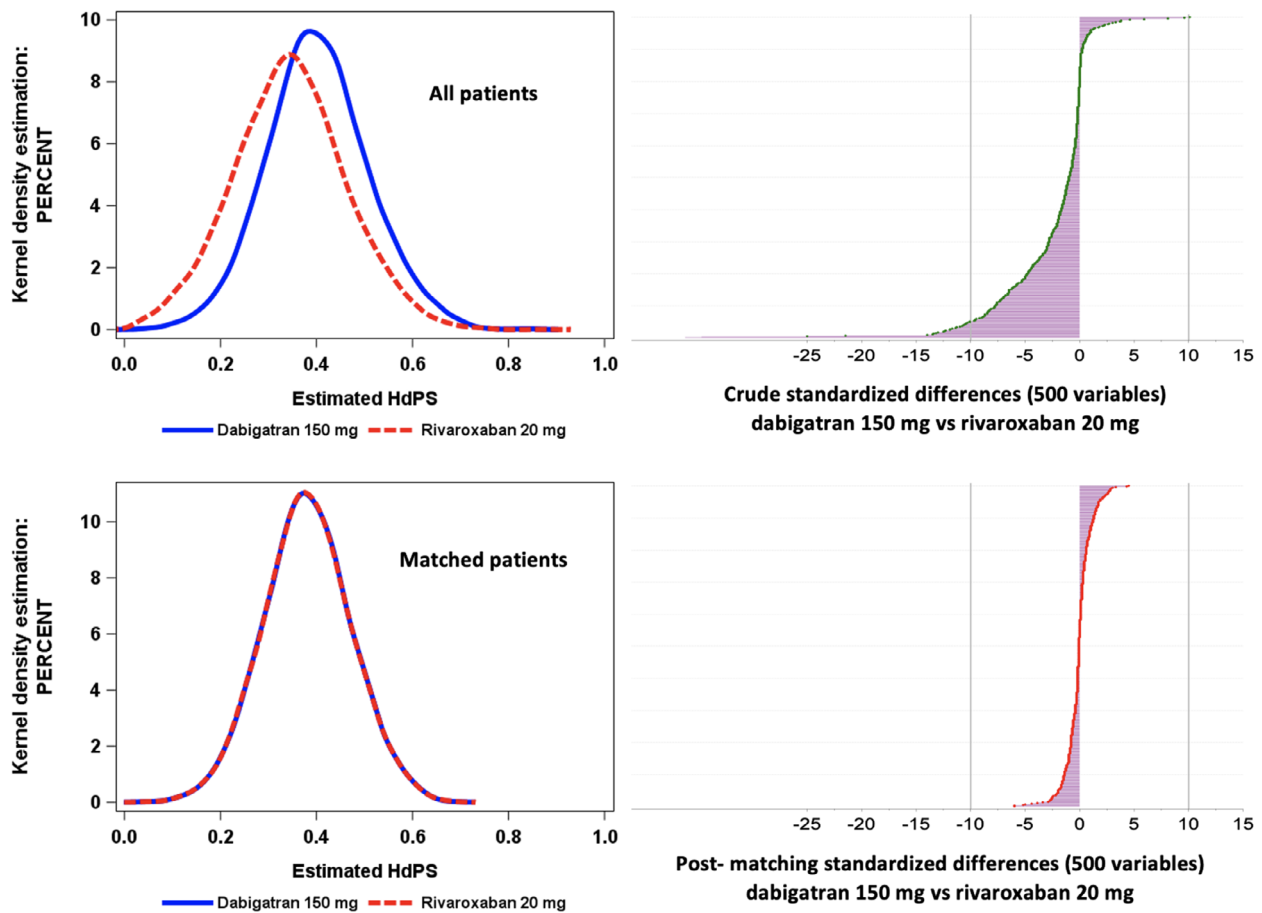 Kernel density estimation:
PERCENT
10
8
6
4
2
0
All patients
0.0 0.2 0.4 0.6 0.8 1.0
Estimated HdPS
Dabigatran 150 mg Rivaroxaban 20 mg
-25 -20 -15 -10 -5 0 5 10 15
Crude standardized differences (500 variables)
dabigatran 150 mg vs rivaroxaban 20 mg
Kernel density estimation:
PERCENT
10
8
6
4
2
0
Matched patients
0.0 0.2 0.4 0.6 0.8 1.0
Estimated HdPS
Dabigatran 150 mg Rivaroxaban 20 mg
-25 -20 -15 -10 -5 0 5 10 15
Post- matching standardized differences (500 variables)
dabigatran 150 mg vs rivaroxaban 20 mg